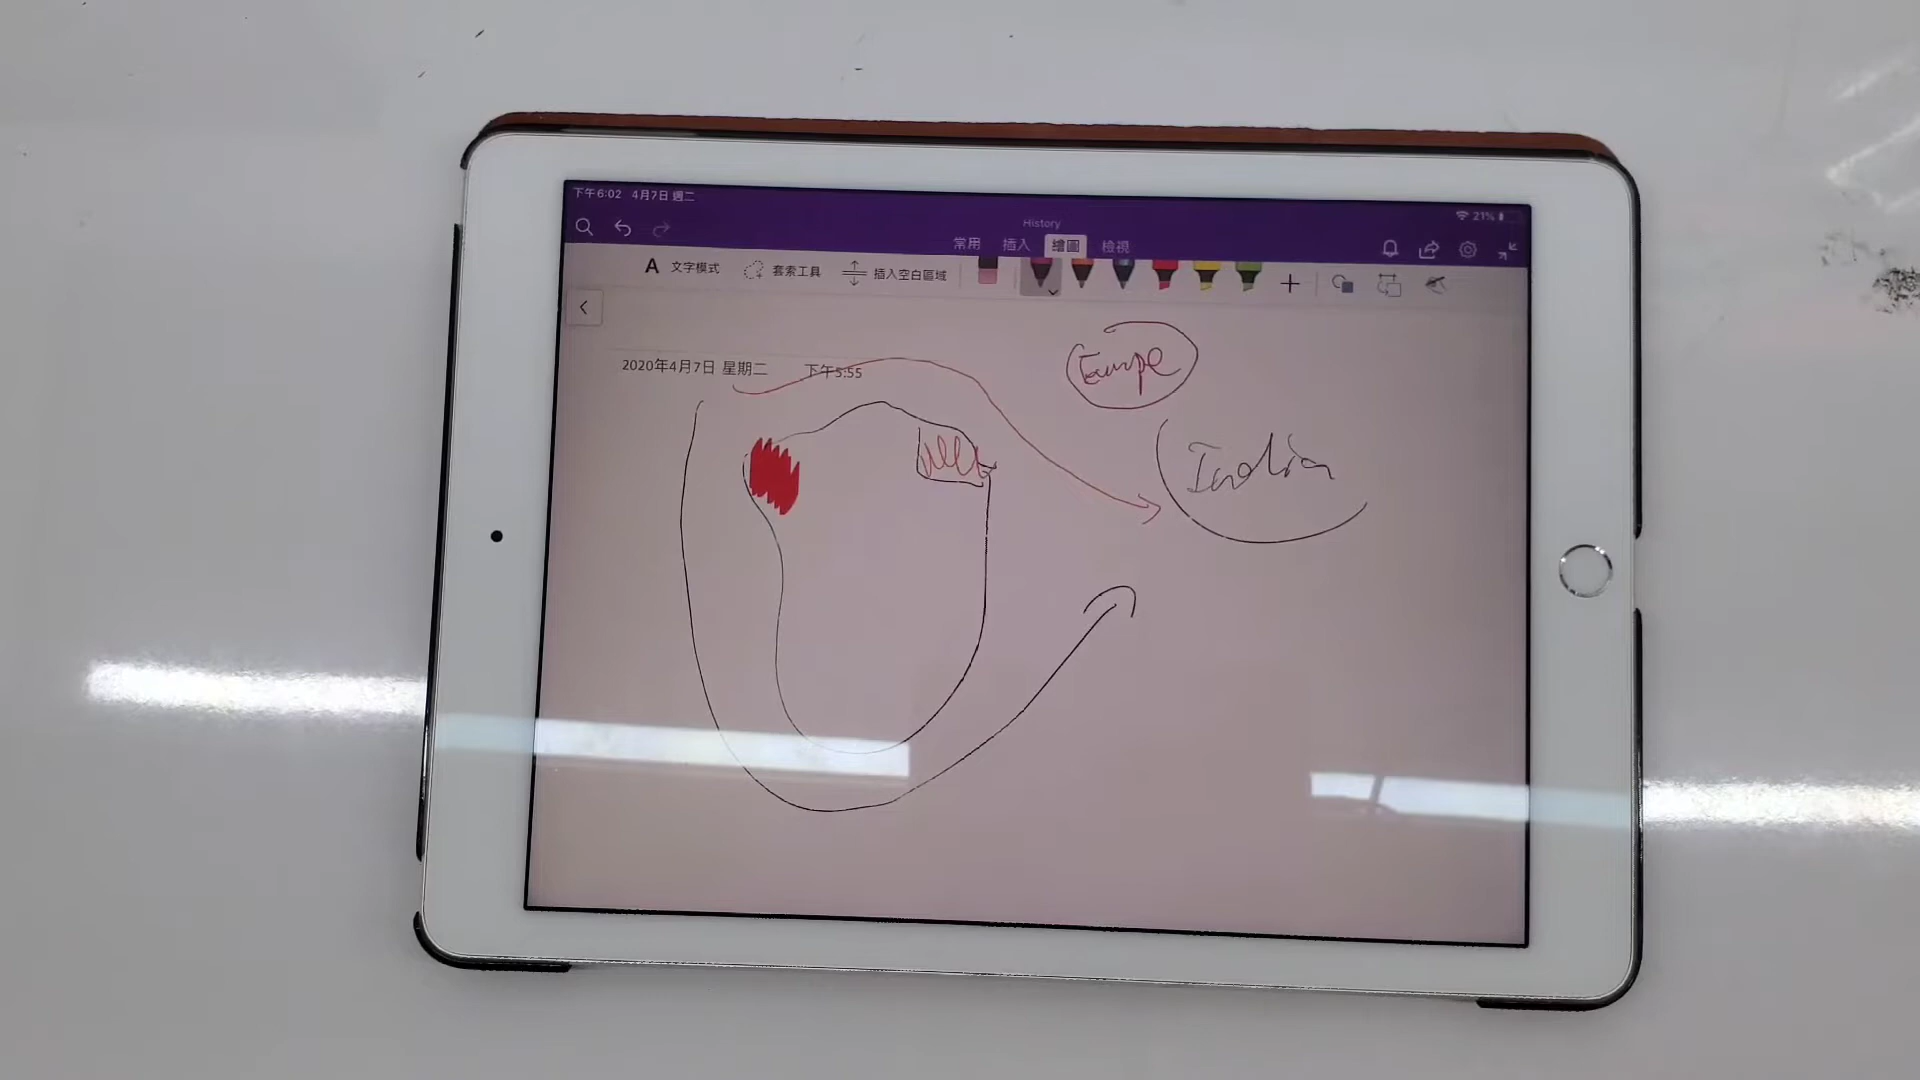 下午6:02 4月7日 週二
21%
History
常用 插入 繪圖 檢視
A 文字模式 套索工具 插入空白區域
2020年4月7日 星期二 下午5:55
Europe
India